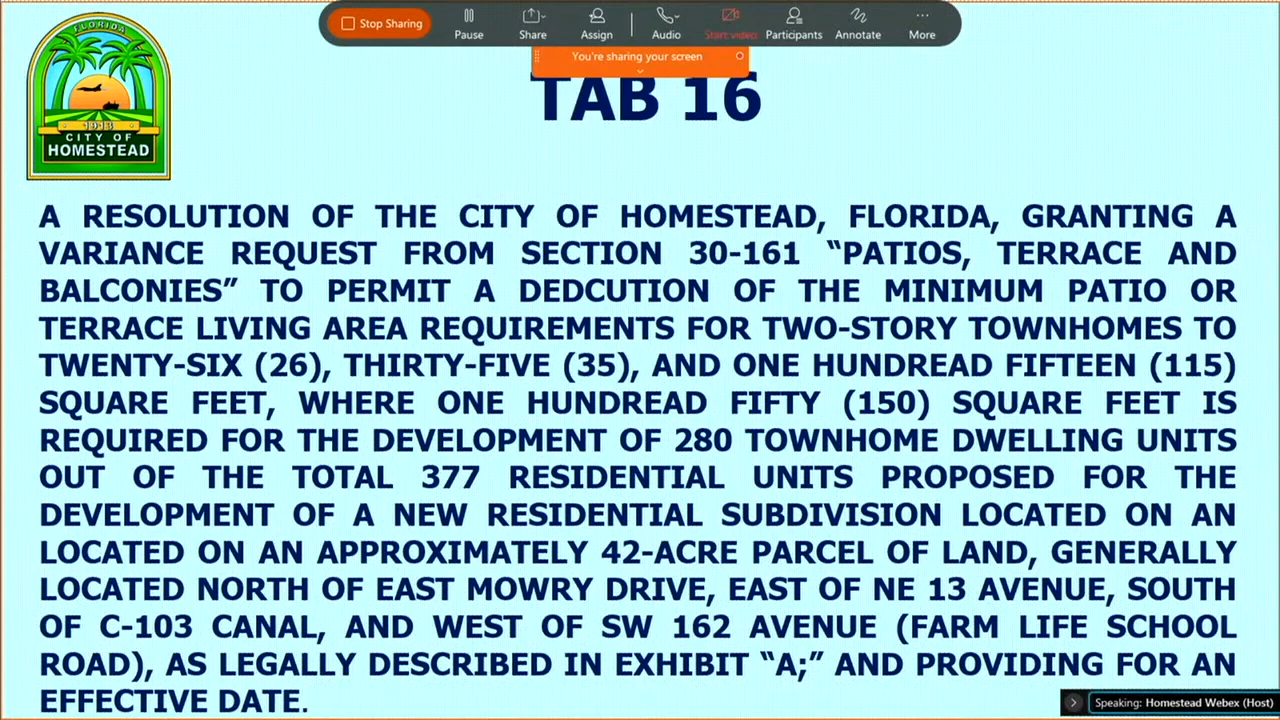 Stop Sharing
Pause
Share
Assign
Audio
Start video
Participants
Annotate
More
You're sharing your screen
FLORIDA
1913
CITY OF
HOMESTEAD
TAB 16
A RESOLUTION OF THE CITY OF HOMESTEAD, FLORIDA, GRANTING A
VARIANCE REQUEST FROM SECTION 30-161 “PATIOS, TERRACE AND
BALCONIES” TO PERMIT A DEDCUTION OF THE MINIMUM PATIO OR
TERRACE LIVING AREA REQUIREMENTS FOR TWO-STORY TOWNHOMES TO
TWENTY-SIX (26), THIRTY-FIVE (35), AND ONE HUNDREAD FIFTEEN (115)
SQUARE FEET, WHERE ONE HUNDREAD FIFTY (150) SQUARE FEET IS
REQUIRED FOR THE DEVELOPMENT OF 280 TOWNHOME DWELLING UNITS
OUT OF THE TOTAL 377 RESIDENTIAL UNITS PROPOSED FOR THE
DEVELOPMENT OF A NEW RESIDENTIAL SUBDIVISION LOCATED ON AN
LOCATED ON AN APPROXIMATELY 42-ACRE PARCEL OF LAND, GENERALLY
LOCATED NORTH OF EAST MOWRY DRIVE, EAST OF NE 13 AVENUE, SOUTH
OF C-103 CANAL, AND WEST OF SW 162 AVENUE (FARM LIFE SCHOOL
ROAD), AS LEGALLY DESCRIBED IN EXHIBIT “A;” AND PROVIDING FOR AN
EFFECTIVE DATE.
Speaking: Homestead Webex (Host)